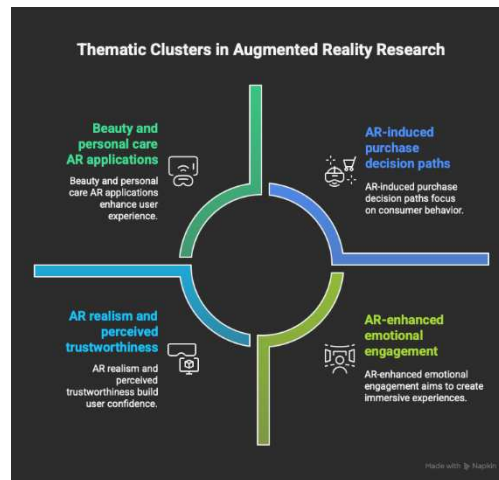 Thematic Clusters in Augmented Reality Research
Beauty and
personal care
AR applications
Beauty and personal
care AR applications
enhance user
experience.
AR-induced
purchase
decision paths
AR-induced purchase
decision paths focus
on consumer behavior.
AR realism and
perceived
trustworthiness
AR realism and
perceived
trustworthiness build
user confidence.
AR-enhanced
emotional
engagement
AR-enhanced emotional
engagement aims to create
immersive experiences.
Made with Napkin